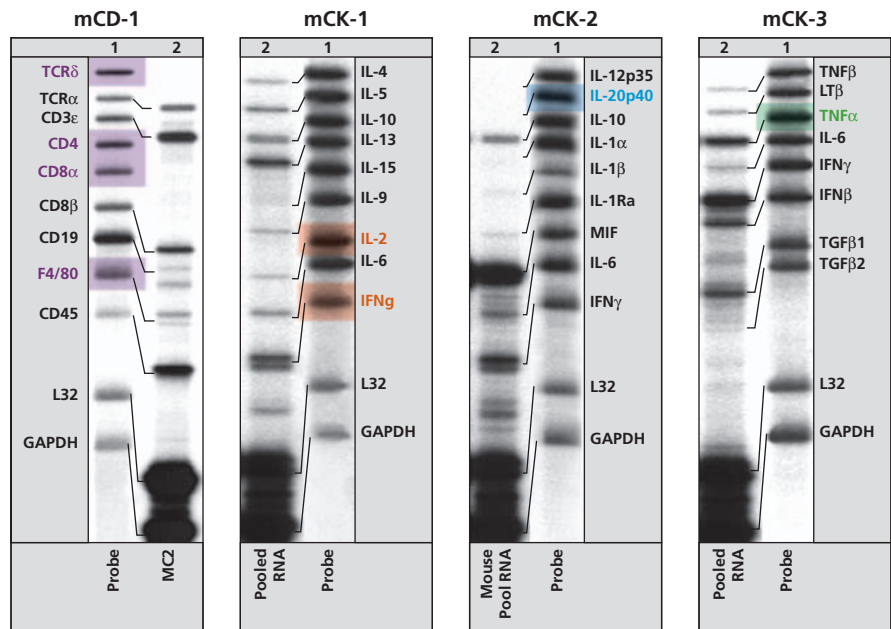 mCD-1
1 2
TCRδ
TCRα
CD3ε
CD4
CD8α
CD8β
CD19
F4/80
CD45
L32
GAPDH
Probe
MC2
mCK-1
2 1
IL-4
IL-5
IL-10
IL-13
IL-15
IL-9
IL-2
IL-6
IFNg
L32
GAPDH
Pooled
RNA
Probe
mCK-2
2 1
IL-12p35
IL-20p40
IL-10
IL-1α
IL-1β
IL-1Ra
MIF
IL-6
IFNγ
L32
GAPDH
Mouse
Pool RNA
Probe
mCK-3
2 1
TNFβ
LTβ
TNFα
IL-6
IFNγ
IFNβ
TGFβ1
TGFβ2
L32
GAPDH
Pooled
RNA
Probe